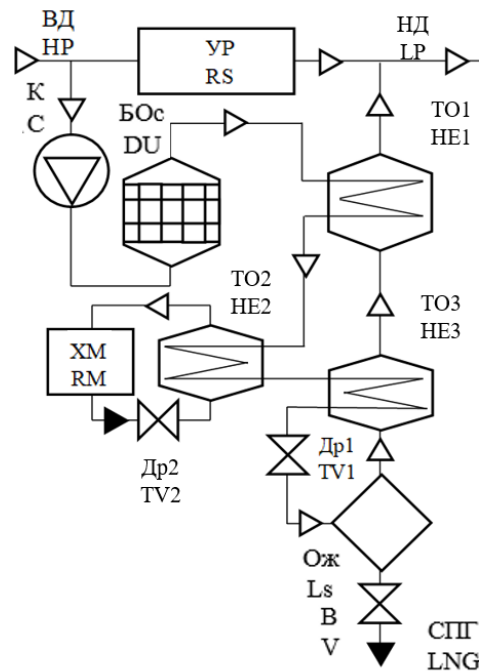 ВД
HP
УР
RS
НД
LP
К
C
БОс
DU
ТО1
HE1
ТО2
HE2
ТО3
HE3
ХМ
RM
Др2
TV2
Др1
TV1
Ож
Ls
В
V
СПГ
LNG